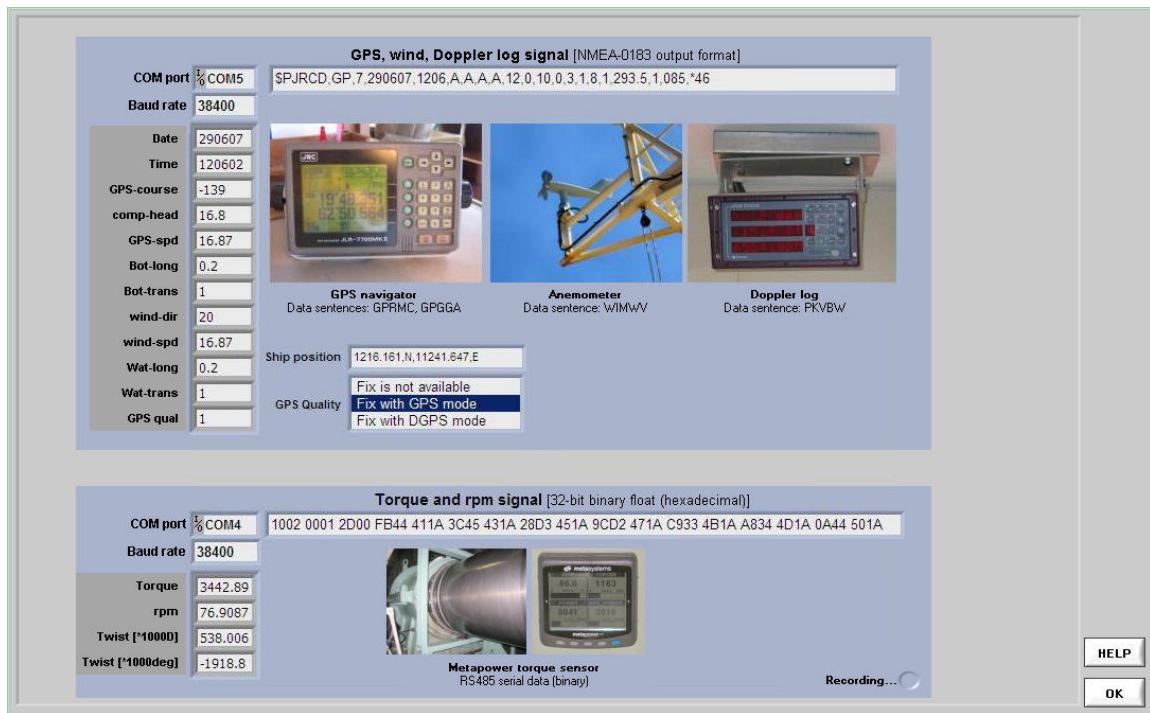 GPS, wind, Doppler log signal [NMEA-0183 output format]
COM port COM5 $PJRCD,GP,7,290607,1206,A,A,A,A,12,0,10,0,3,1,8,1,293.5,1,085,*46
Baud rate 38400
Date 290607
Time 120602
GPS-course -139
comp-head 16.8
GPS-spd 16.87
Bot-long 0.2
Bot-trans 1
wind-dir 20
wind-spd 16.87
Wat-long 0.2
Wat-trans 1
GPS qual 1
JRC
JLR-7700MKII
GPS navigator
Data sentences: GPRMC, GPGGA
Anemometer
Data sentence: WIMWV
Doppler log
Data sentence: PKVBW
Ship position 1216.161,N,11241.647,E
GPS Quality
Fix is not available
Fix with GPS mode
Fix with DGPS mode
Torque and rpm signal [32-bit binary float (hexadecimal)]
COM port COM4 1002 0001 2D00 FB44 411A 3C45 431A 28D3 451A 9CD2 471A C933 4B1A A834 4D1A 0A44 501A
Baud rate 38400
Torque 3442.89
rpm 76.9087
Twist [*1000D] 538.006
Twist [*1000deg] -1918.8
metasystems
metapower
Metapower torque sensor
RS485 serial data (binary)
Recording...
HELP
OK